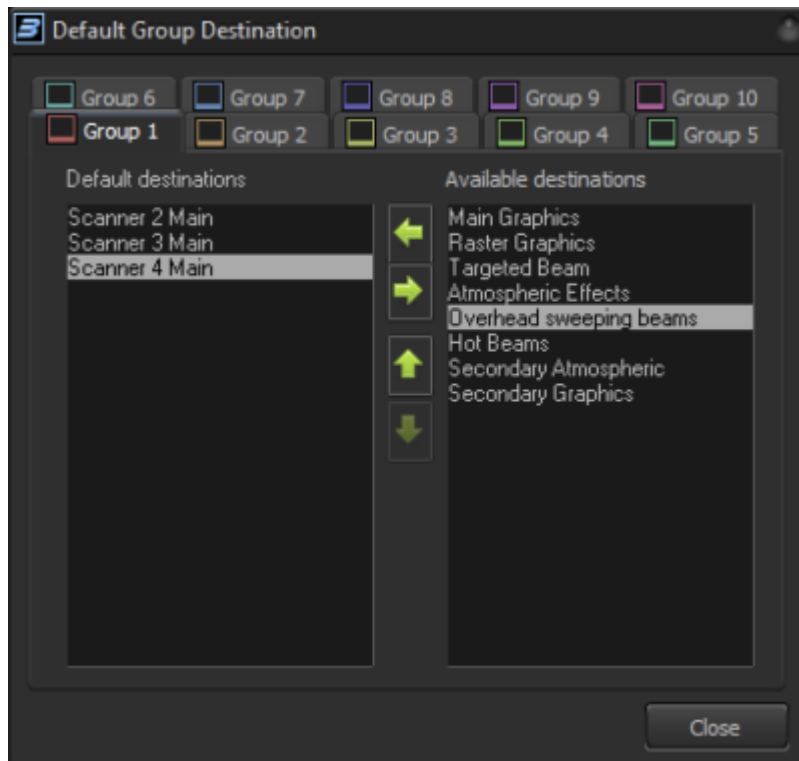 Default Group Destination
Group 6
Group 7
Group 8
Group 9
Group 10
Group 1
Group 2
Group 3
Group 4
Group 5
Default destinations
Scanner 2 Main
Scanner 3 Main
Scanner 4 Main
Available destinations
Main Graphics
Raster Graphics
Targeted Beam
Atmospheric Effects
Overhead sweeping beams
Hot Beams
Secondary Atmospheric
Secondary Graphics
Close